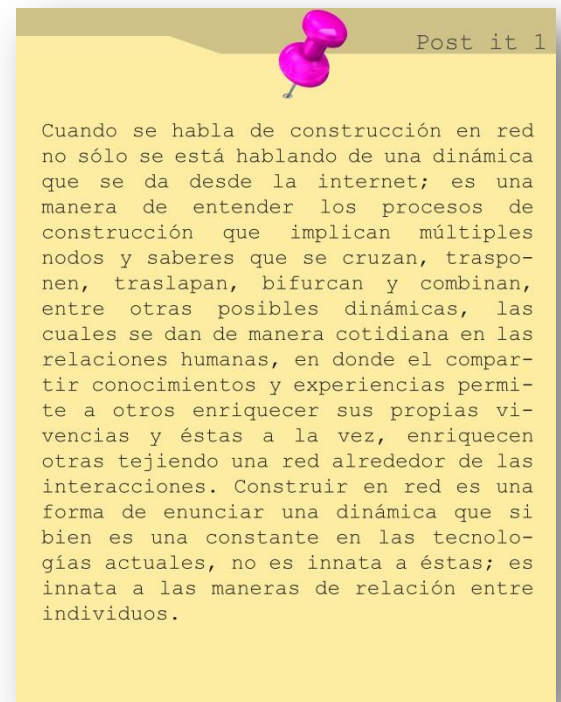 Post it 1
Cuando se habla de construcción en red
no sólo se está hablando de una dinámica
que se da desde la internet; es una
manera de entender los procesos de
construcción que implican múltiples
nodos y saberes que se cruzan, traspo-
nen, traslapan, bifurcan y combinan,
entre otras posibles dinámicas, las
cuales se dan de manera cotidiana en las
relaciones humanas, en donde el compar-
tir conocimientos y experiencias permi-
te a otros enriquecer sus propias vi-
vencias y éstas a la vez, enriquecen
otras tejiendo una red alrededor de las
interacciones. Construir en red es una
forma de enunciar una dinámica que si
bien es una constante en las tecnolo-
gías actuales, no es innata a éstas; es
innata a las maneras de relación entre
individuos.